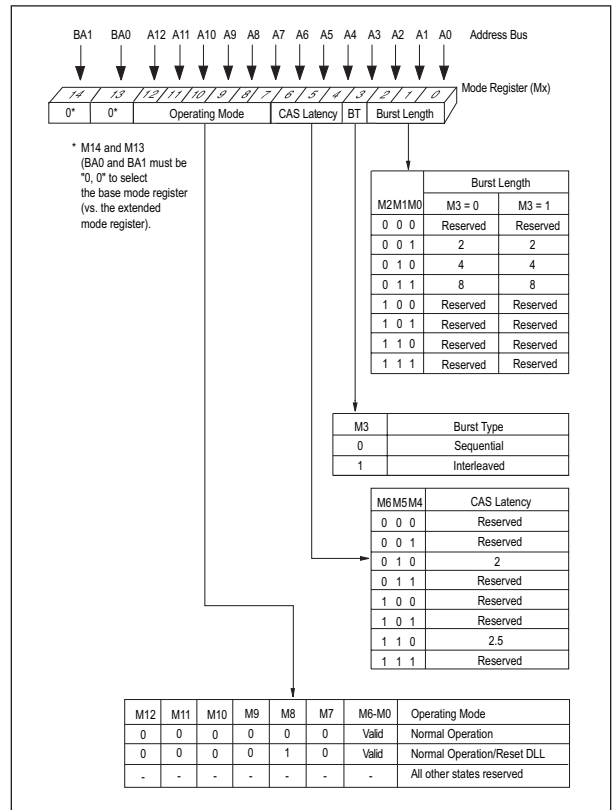 BA1 BA0 A12 A11 A10 A9 A8 A7 A6 A5 A4 A3 A2 A1 A0 Address Bus
14 13 12 11 10 9 8 7 6 5 4 3 2 1 0 Mode Register (Mx)
0* 0* Operating Mode CAS Latency BT Burst Length
* M14 and M13
(BA0 and BA1 must be
"0, 0" to select
the base mode register
(vs. the extended
mode register).
Burst Length
M2M1M0 M3 = 0 M3 = 1
0 0 0 Reserved Reserved
0 0 1 2 2
0 1 0 4 4
0 1 1 8 8
1 0 0 Reserved Reserved
1 0 1 Reserved Reserved
1 1 0 Reserved Reserved
1 1 1 Reserved Reserved
M3 Burst Type
0 Sequential
1 Interleaved
M6M5M4 CAS Latency
0 0 0 Reserved
0 0 1 Reserved
0 1 0 2
0 1 1 Reserved
1 0 0 Reserved
1 0 1 Reserved
1 1 0 2.5
1 1 1 Reserved
M12 M11 M10 M9 M8 M7 M6-M0 Operating Mode
0 0 0 0 0 0 Valid Normal Operation
0 0 0 0 1 0 Valid Normal Operation/Reset DLL
- - - - - - - All other states reserved